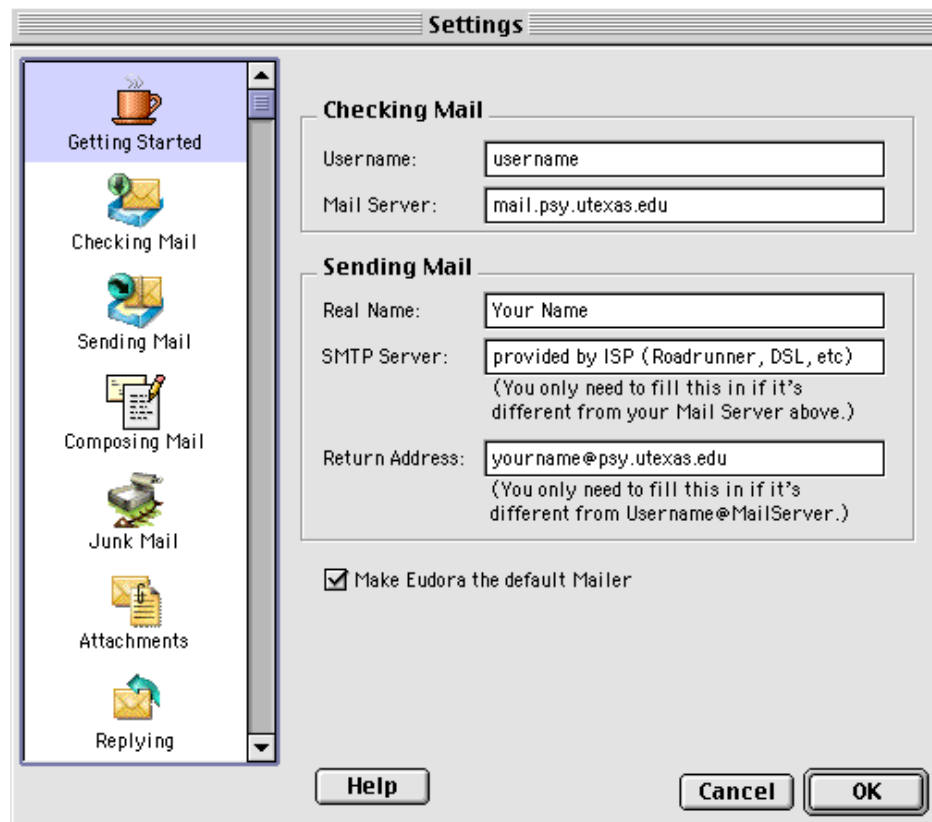 Settings
Getting Started
Checking Mail
Sending Mail
Composing Mail
Junk Mail
Attachments
Replying
Checking Mail
Username: username
Mail Server: mail.psy.utexas.edu
Sending Mail
Real Name: Your Name
SMTP Server: provided by ISP (Roadrunner, DSL, etc)
(You only need to fill this in if it's
different from your Mail Server above.)
Return Address: yourname@psy.utexas.edu
(You only need to fill this in if it's
different from Username@MailServer.)
Make Eudora the default Mailer
Help Cancel OK